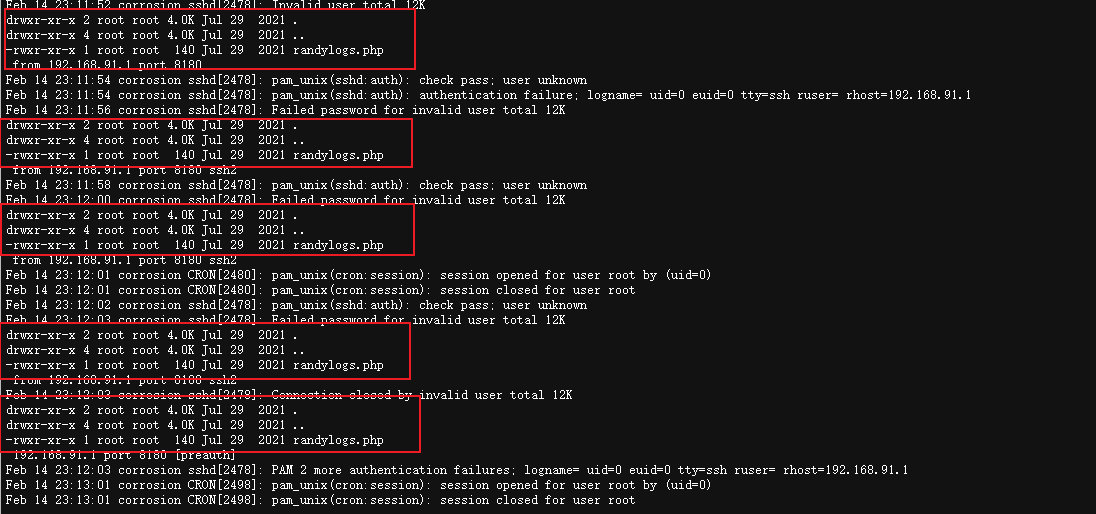 Feb 14 23:11:52 corrosion sshd[2478]: Invalid user total 12K
drwxr-xr-x 2 root root 4.0K Jul 29  2021 .
drwxr-xr-x 4 root root 4.0K Jul 29  2021 ..
-rwxr-xr-x 1 root root  140 Jul 29  2021 randylogs.php
 from 192.168.91.1 port 8180
Feb 14 23:11:54 corrosion sshd[2478]: pam_unix(sshd:auth): check pass; user unknown
Feb 14 23:11:54 corrosion sshd[2478]: pam_unix(sshd:auth): authentication failure; logname= uid=0 euid=0 tty=ssh ruser= rhost=192.168.91.1
Feb 14 23:11:56 corrosion sshd[2478]: Failed password for invalid user total 12K
drwxr-xr-x 2 root root 4.0K Jul 29  2021 .
drwxr-xr-x 4 root root 4.0K Jul 29  2021 ..
-rwxr-xr-x 1 root root  140 Jul 29  2021 randylogs.php
 from 192.168.91.1 port 8180 ssh2
Feb 14 23:11:58 corrosion sshd[2478]: pam_unix(sshd:auth): check pass; user unknown
Feb 14 23:12:00 corrosion sshd[2478]: Failed password for invalid user total 12K
drwxr-xr-x 2 root root 4.0K Jul 29  2021 .
drwxr-xr-x 4 root root 4.0K Jul 29  2021 ..
-rwxr-xr-x 1 root root  140 Jul 29  2021 randylogs.php
 from 192.168.91.1 port 8180 ssh2
Feb 14 23:12:01 corrosion CRON[2480]: pam_unix(cron:session): session opened for user root by (uid=0)
Feb 14 23:12:01 corrosion CRON[2480]: pam_unix(cron:session): session closed for user root
Feb 14 23:12:02 corrosion sshd[2478]: pam_unix(sshd:auth): check pass; user unknown
Feb 14 23:12:03 corrosion sshd[2478]: Failed password for invalid user total 12K
drwxr-xr-x 2 root root 4.0K Jul 29  2021 .
drwxr-xr-x 4 root root 4.0K Jul 29  2021 ..
-rwxr-xr-x 1 root root  140 Jul 29  2021 randylogs.php
 from 192.168.91.1 port 8180 ssh2
Feb 14 23:12:03 corrosion sshd[2478]: Connection closed by invalid user total 12K
drwxr-xr-x 2 root root 4.0K Jul 29  2021 .
drwxr-xr-x 4 root root 4.0K Jul 29  2021 ..
-rwxr-xr-x 1 root root  140 Jul 29  2021 randylogs.php
 192.168.91.1 port 8180 [preauth]
Feb 14 23:12:03 corrosion sshd[2478]: PAM 2 more authentication failures; logname= uid=0 euid=0 tty=ssh ruser= rhost=192.168.91.1
Feb 14 23:13:01 corrosion CRON[2498]: pam_unix(cron:session): session opened for user root by (uid=0)
Feb 14 23:13:01 corrosion CRON[2498]: pam_unix(cron:session): session closed for user root